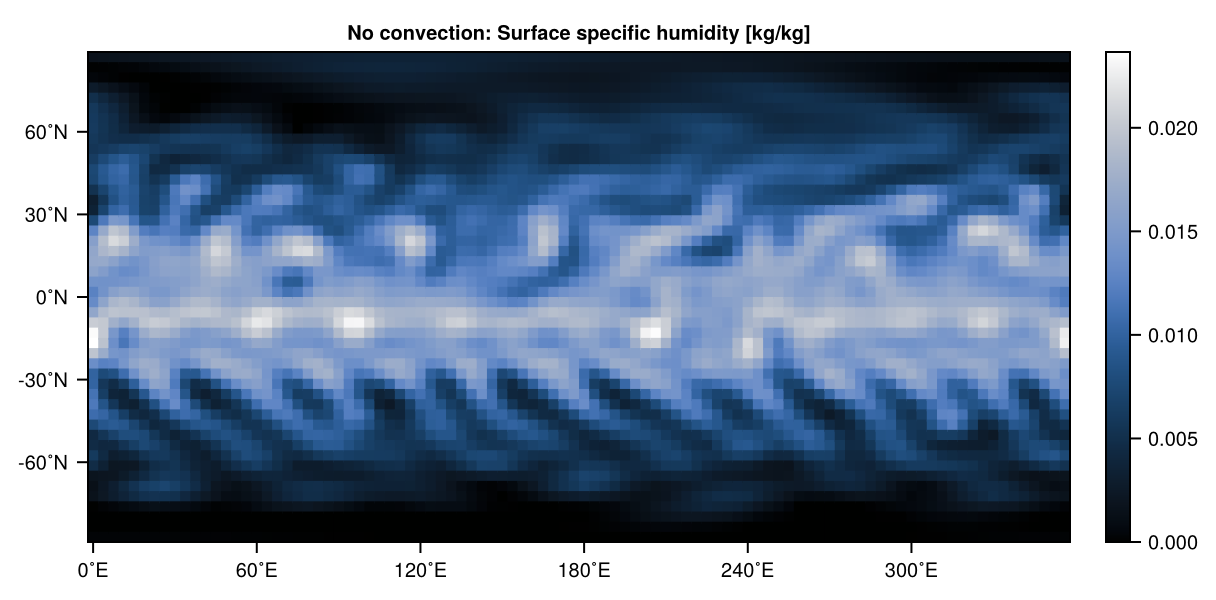 No convection: Surface specific humidity [kg/kg]
60˚N
30˚N
0˚N
-30˚N
-60˚N
0˚E
60˚E
120˚E
180˚E
240˚E
300˚E
0.020
0.015
0.010
0.005
0.000